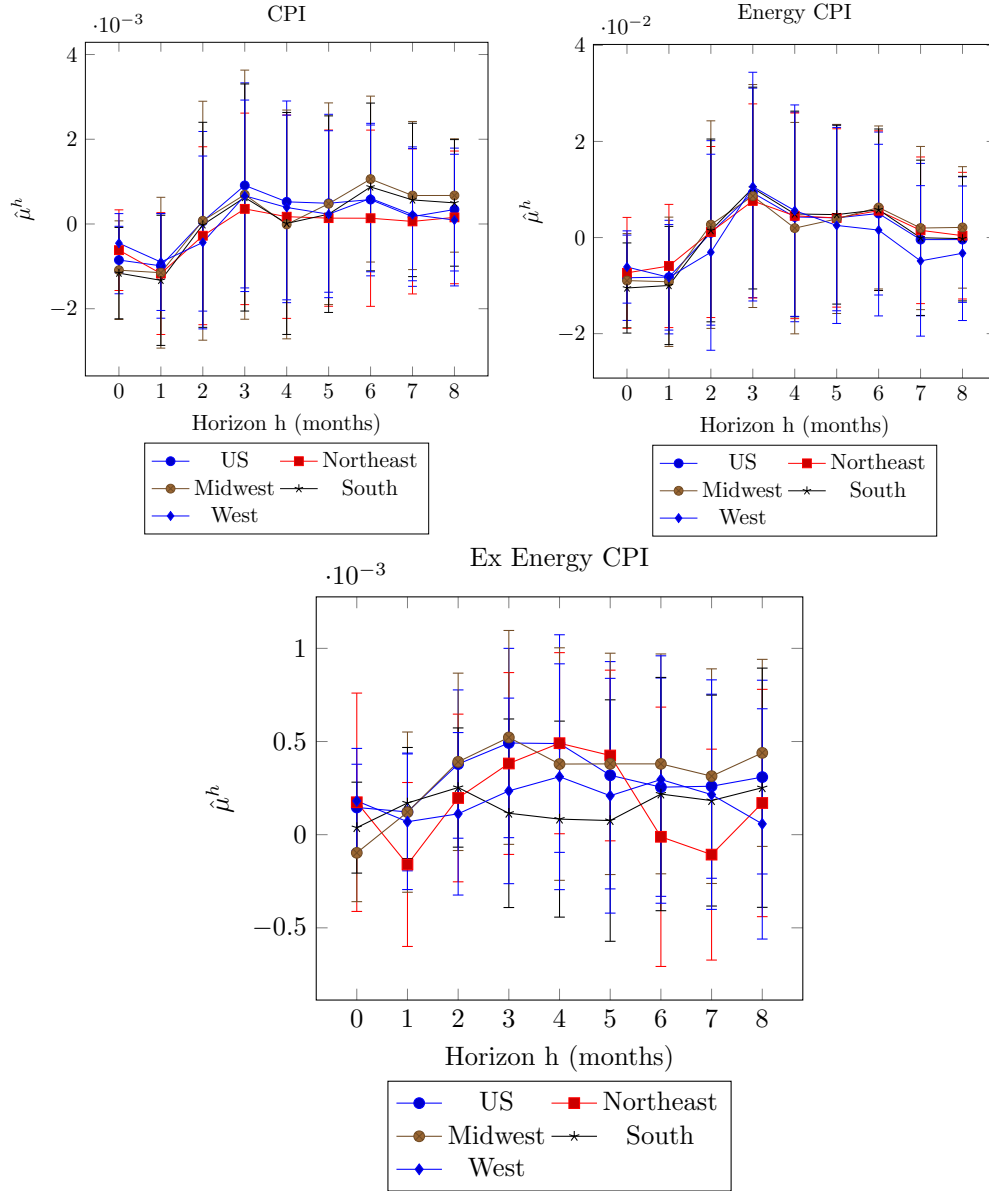 CPI
·10⁻³
4
2
0
−2
μ̂ʰ
0 1 2 3 4 5 6 7 8
Horizon h (months)
US Northeast
Midwest South
West
Energy CPI
·10⁻²
4
2
0
−2
μ̂ʰ
0 1 2 3 4 5 6 7 8
Horizon h (months)
US Northeast
Midwest South
West
Ex Energy CPI
·10⁻³
1
0.5
0
−0.5
μ̂ʰ
0 1 2 3 4 5 6 7 8
Horizon h (months)
US Northeast
Midwest South
West